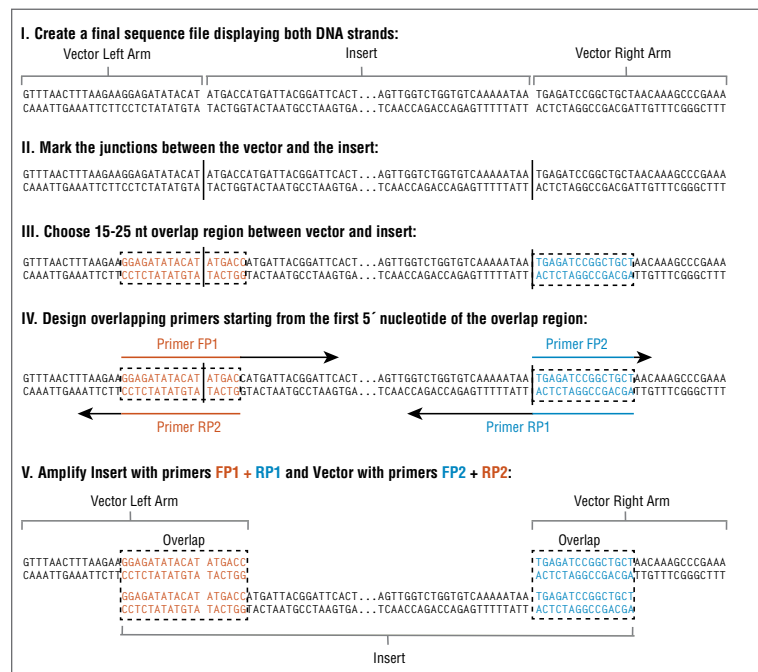 I. Create a final sequence file displaying both DNA strands:
Vector Left Arm Insert Vector Right Arm
GTTTAACTTTAAGAAGGAGATATACAT ATGACCATGATTACGGATTCACT...AGTTGGTCTGGTGTCAAAAATAA TGAGATCCGGCTGCTAACAAAGCCCGAAA
CAAATTGAAATTCTTCCTCTATATGTA TACTGGTACTAATGCCTAAGTGA...TCAACCAGACCAGAGTTTTTATT ACTCTAGGCCGACGATTGTTTCGGGCTTT
II. Mark the junctions between the vector and the insert:
GTTTAACTTTAAGAAGGAGATATACAT ATGACCATGATTACGGATTCACT...AGTTGGTCTGGTGTCAAAAATAA TGAGATCCGGCTGCTAACAAAGCCCGAAA
CAAATTGAAATTCTTCCTCTATATGTA TACTGGTACTAATGCCTAAGTGA...TCAACCAGACCAGAGTTTTTATT ACTCTAGGCCGACGATTGTTTCGGGCTTT
III. Choose 15-25 nt overlap region between vector and insert:
GTTTAACTTTAAGAAGGAGATATACAT ATGACCATGATTACGGATTCACT...AGTTGGTCTGGTGTCAAAAATAA TGAGATCCGGCTGCTAACAAAGCCCGAAA
CAAATTGAAATTCTTCCTCTATATGTA TACTGGTACTAATGCCTAAGTGA...TCAACCAGACCAGAGTTTTTATT ACTCTAGGCCGACGATTGTTTCGGGCTTT
IV. Design overlapping primers starting from the first 5´ nucleotide of the overlap region:
Primer FP1 Primer FP2
GTTTAACTTTAAGAAGGAGATATACAT ATGACCATGATTACGGATTCACT...AGTTGGTCTGGTGTCAAAAATAA TGAGATCCGGCTGCTAACAAAGCCCGAAA
CAAATTGAAATTCTTCCTCTATATGTA TACTGGTACTAATGCCTAAGTGA...TCAACCAGACCAGAGTTTTTATT ACTCTAGGCCGACGATTGTTTCGGGCTTT
Primer RP2 Primer RP1
V. Amplify Insert with primers FP1 + RP1 and Vector with primers FP2 + RP2:
Vector Left Arm Vector Right Arm
Overlap Overlap
GTTTAACTTTAAGAAGGAGATATACAT ATGACC TGAGATCCGGCTGCTAACAAAGCCCGAAA
CAAATTGAAATTCTTCCTCTATATGTA TACTGG ACTCTAGGCCGACGATTGTTTCGGGCTTT
GGAGATATACAT ATGACCATGATTACGGATTCACT...AGTTGGTCTGGTGTCAAAAATAA TGAGATCCGGCTGCT
CCTCTATATGTA TACTGGTACTAATGCCTAAGTGA...TCAACCAGACCAGAGTTTTTATT ACTCTAGGCCGACGA
Insert